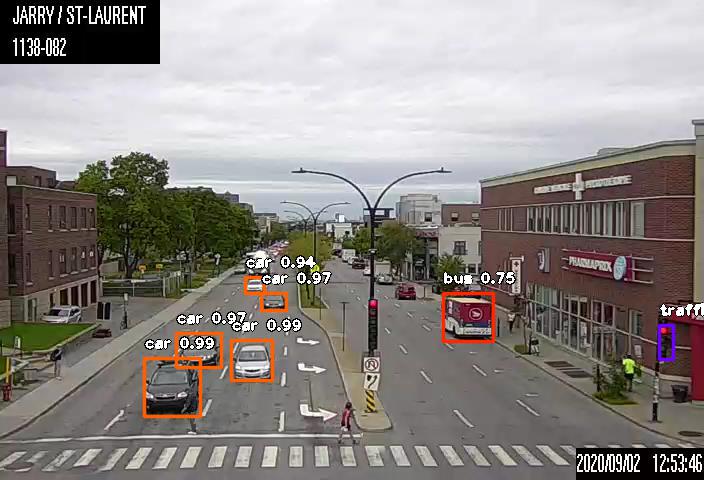 JARRY / ST-LAURENT
1138-082
car 0.94
car 0.97
bus 0.75
car 0.97
car 0.99
traffi
car 0.99
PHARMAPRIX
2020/09/02 12:53:46